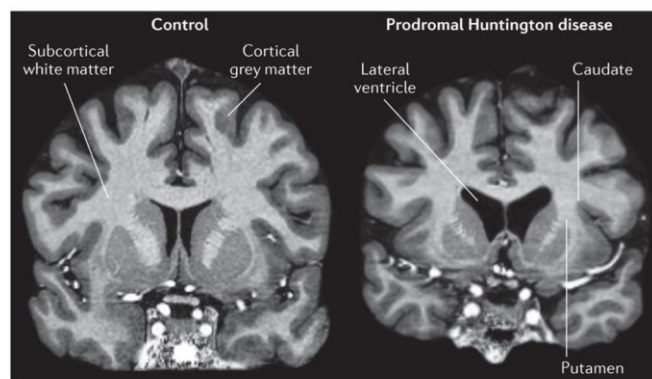 Control
Prodromal Huntington disease
Subcortical
white matter
Cortical
grey matter
Lateral
ventricle
Caudate
Putamen